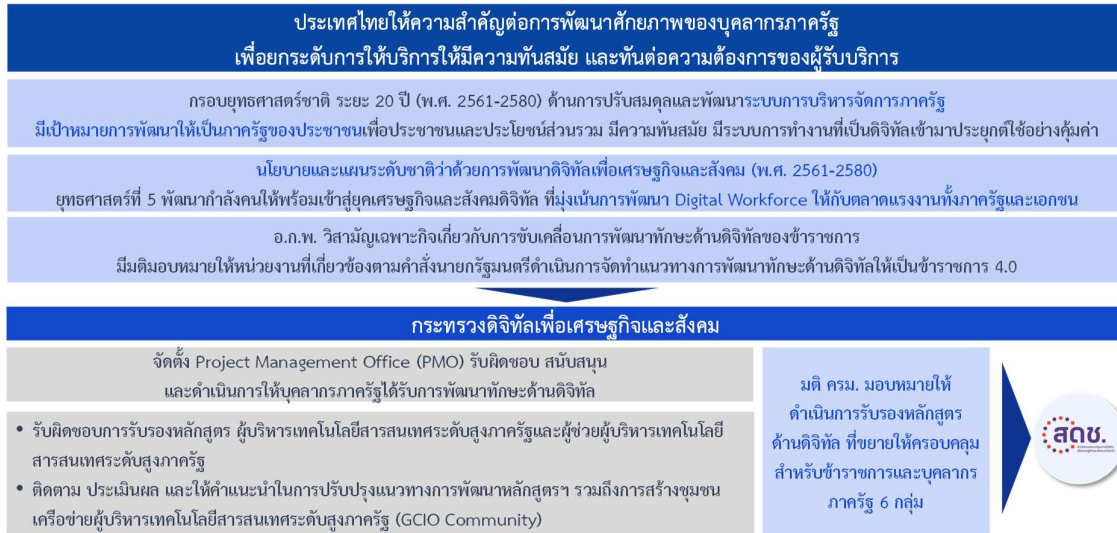 ประเทศไทยให้ความสำคัญต่อการพัฒนาศักยภาพของบุคลากรภาครัฐ
เพื่อยกระดับการให้บริการให้มีความทันสมัย และทันต่อความต้องการของผู้รับบริการ
กรอบยุทธศาสตร์ชาติ ระยะ 20 ปี (พ.ศ. 2561-2580) ด้านการปรับสมดุลและพัฒนาระบบการบริหารจัดการภาครัฐ
มีเป้าหมายการพัฒนาให้เป็นภาครัฐของประชาชนเพื่อประชาชนและประโยชน์ส่วนรวม มีความทันสมัย มีระบบการทำงานที่เป็นดิจิทัลเข้ามาประยุกต์ใช้อย่างคุ้มค่า
นโยบายและแผนระดับชาติว่าด้วยการพัฒนาดิจิทัลเพื่อเศรษฐกิจและสังคม (พ.ศ. 2561-2580)
ยุทธศาสตร์ที่ 5 พัฒนากำลังคนให้พร้อมเข้าสู่ยุคเศรษฐกิจและสังคมดิจิทัล ที่มุ่งเน้นการพัฒนา Digital Workforce ให้กับตลาดแรงงานทั้งภาครัฐและเอกชน
อ.ก.พ. วิสามัญเฉพาะกิจเกี่ยวกับการขับเคลื่อนการพัฒนาทักษะด้านดิจิทัลของข้าราชการ
มีมติมอบหมายให้หน่วยงานที่เกี่ยวข้องตามคำสั่งนายกรัฐมตรีดำเนินการจัดทำแนวทางการพัฒนาทักษะด้านดิจิทัลให้เป็นข้าราชการ 4.0
กระทรวงดิจิทัลเพื่อเศรษฐกิจและสังคม
จัดตั้ง Project Management Office (PMO) รับผิดชอบ สนับสนุน
และดำเนินการให้บุคลากรภาครัฐได้รับการพัฒนาทักษะด้านดิจิทัล
• รับผิดชอบการรับรองหลักสูตร ผู้บริหารเทคโนโลยีสารสนเทศระดับสูงภาครัฐและผู้ช่วยผู้บริหารเทคโนโลยี
สารสนเทศระดับสูงภาครัฐ
• ติดตาม ประเมินผล และให้คำแนะนำในการปรับปรุงแนวทางการพัฒนาหลักสูตรฯ รวมถึงการสร้างชุมชน
เครือข่ายผู้บริหารเทคโนโลยีสารสนเทศระดับสูงภาครัฐ (GCIO Community)
มติ ครม. มอบหมายให้
ดำเนินการรับรองหลักสูตร
ด้านดิจิทัล ที่ขยายให้ครอบคลุม
สำหรับข้าราชการและบุคลากร
ภาครัฐ 6 กลุ่ม
สดช.